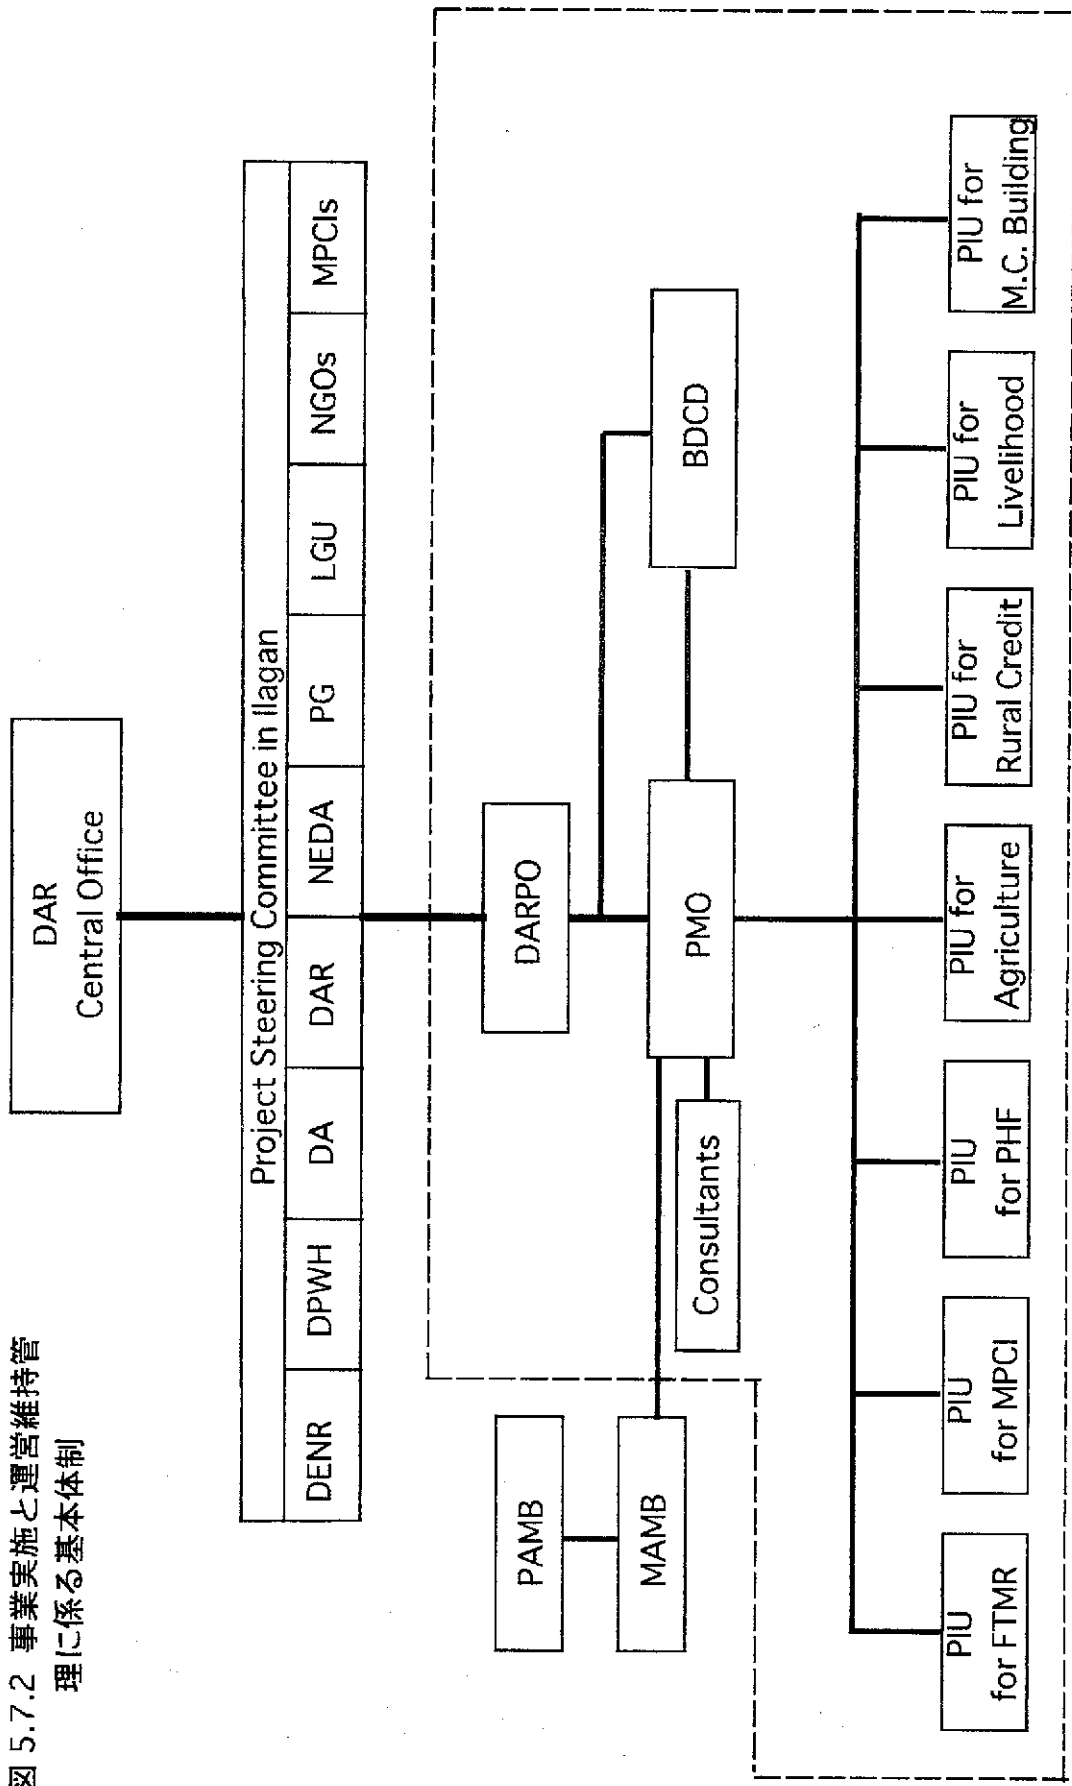 図 5.7.2 事業実施と運営維持管
理に係る基本体制
DAR
Central Office
Project Steering Committee in Ilagan
DENR
DPWH
DA
DAR
NEDA
PG
LGU
NGOs
MPCIs
PAMB
DARPO
MAMB
Consultants
PMO
BDCD
PIU
for FTMR
PIU
for MPCI
PIU
for PHF
PIU for
Agriculture
PIU for
Rural Credit
PIU for
Livelihood
PIU for
M.C. Building